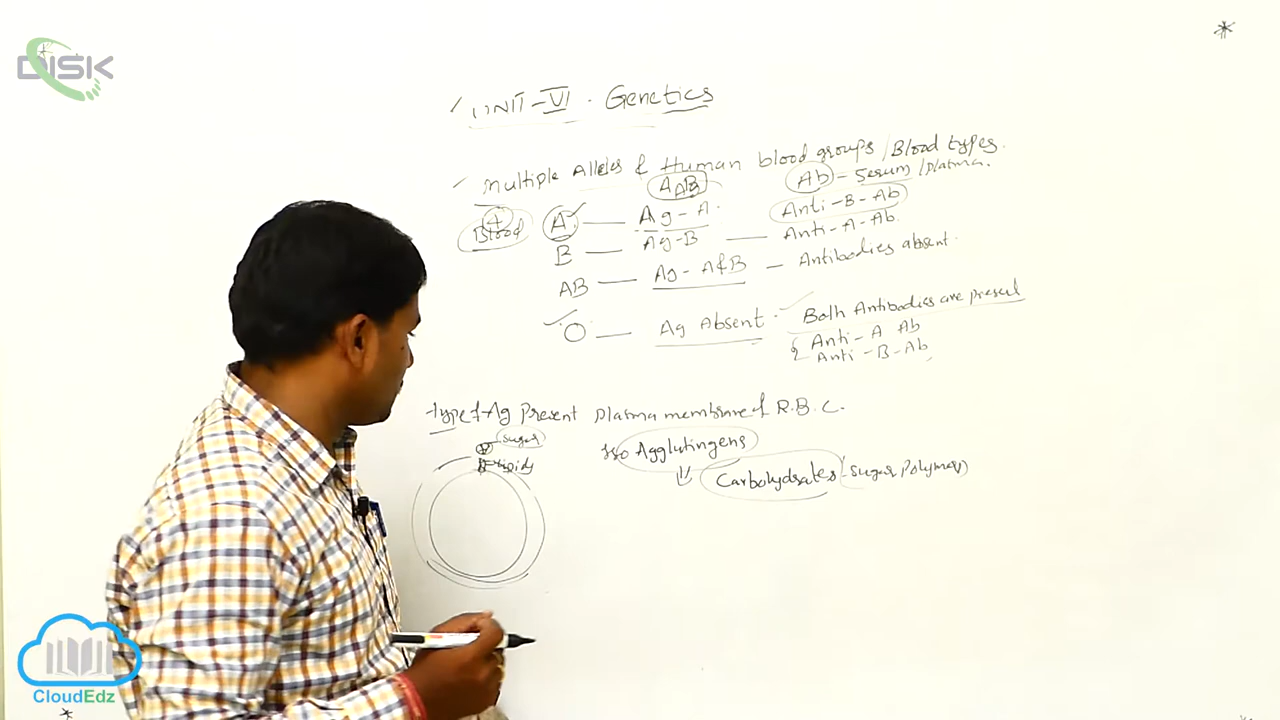 DISK
UNIT-VI. Genetics
Multiple Alleles & Human blood groups / Blood types.
AAB Ab - Serum / Plasma.
Blood A — Ag - A Anti - B - Ab
B — Ag - B — Anti - A - Ab.
AB — Ag - A & B — Antibodies absent.
O — Ag Absent. Both Antibodies are present
{ Anti - A Ab
Anti - B - Ab
Type of Ag Present Plasma membrane of R.B.C.
sugar Iso Agglutingens
lipids Carbohydrates (Sugar Polymers)
CloudEdz